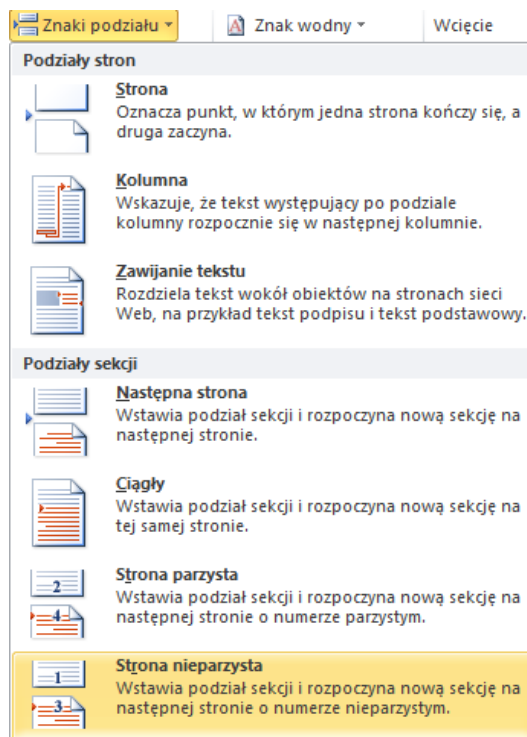 Znaki podziału Znak wodny Wcięcie
Podziały stron
Strona
Oznacza punkt, w którym jedna strona kończy się, a
druga zaczyna.
Kolumna
Wskazuje, że tekst występujący po podziale
kolumny rozpocznie się w następnej kolumnie.
Zawijanie tekstu
Rozdziela tekst wokół obiektów na stronach sieci
Web, na przykład tekst podpisu i tekst podstawowy.
Podziały sekcji
Następna strona
Wstawia podział sekcji i rozpoczyna nową sekcję na
następnej stronie.
Ciągły
Wstawia podział sekcji i rozpoczyna nową sekcję na
tej samej stronie.
2
4
Strona parzysta
Wstawia podział sekcji i rozpoczyna nową sekcję na
następnej stronie o numerze parzystym.
1
3
Strona nieparzysta
Wstawia podział sekcji i rozpoczyna nową sekcję na
następnej stronie o numerze nieparzystym.